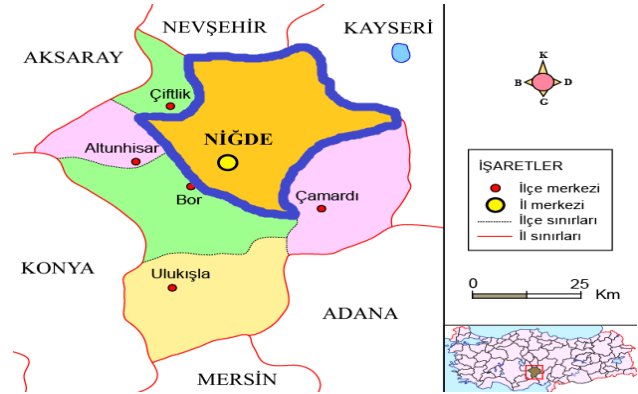 NEVŞEHİR
KAYSERİ
AKSARAY
Çiftlik
Altunhisar
NİĞDE
Bor
Çamardı
KONYA
Ulukışla
ADANA
MERSİN
K
B
D
G
İŞARETLER
İlçe merkezi
İl merkezi
İlçe sınırları
İl sınırları
0 25
Km